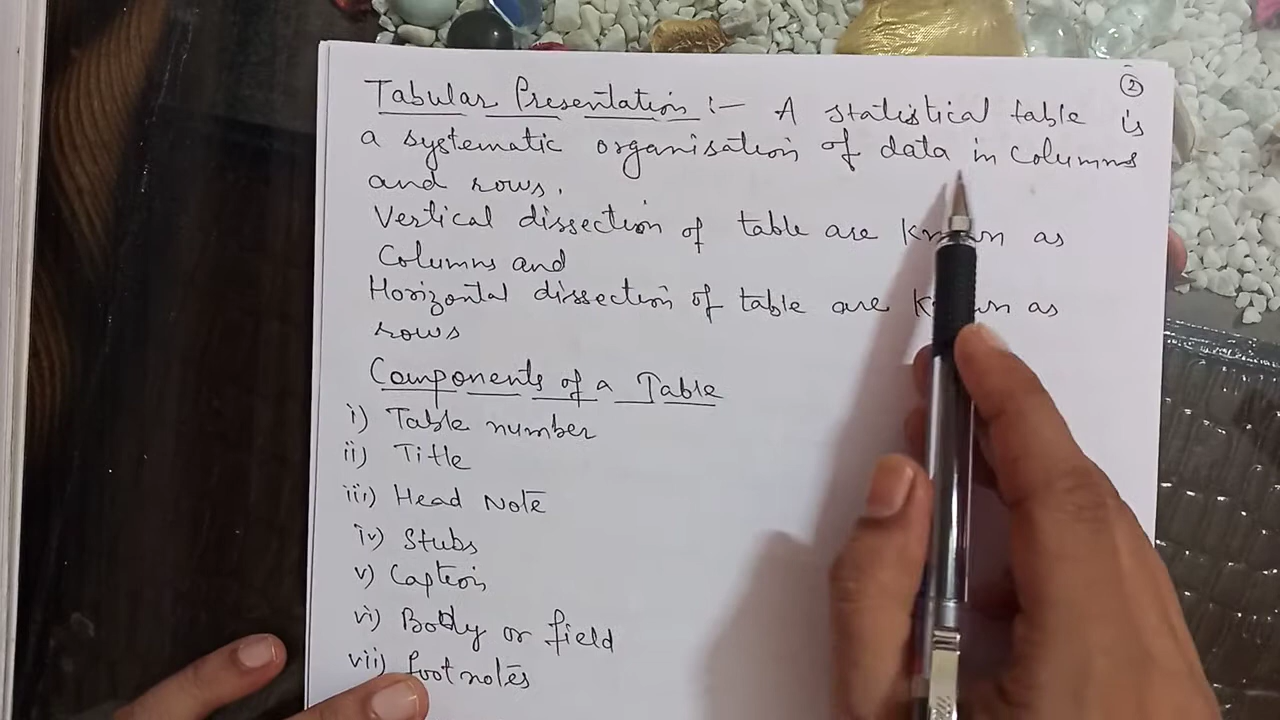 ②
Tabular Presentation :- A statistical table is
a systematic organisation of data in columns
and rows.
Vertical dissection of table are known as
Columns and
Horizontal dissection of table are known as
rows
Components of a Table
i) Table number
ii) Title
iii) Head Note
iv) Stubs
v) Caption
vi) Body or field
vii) footnotes